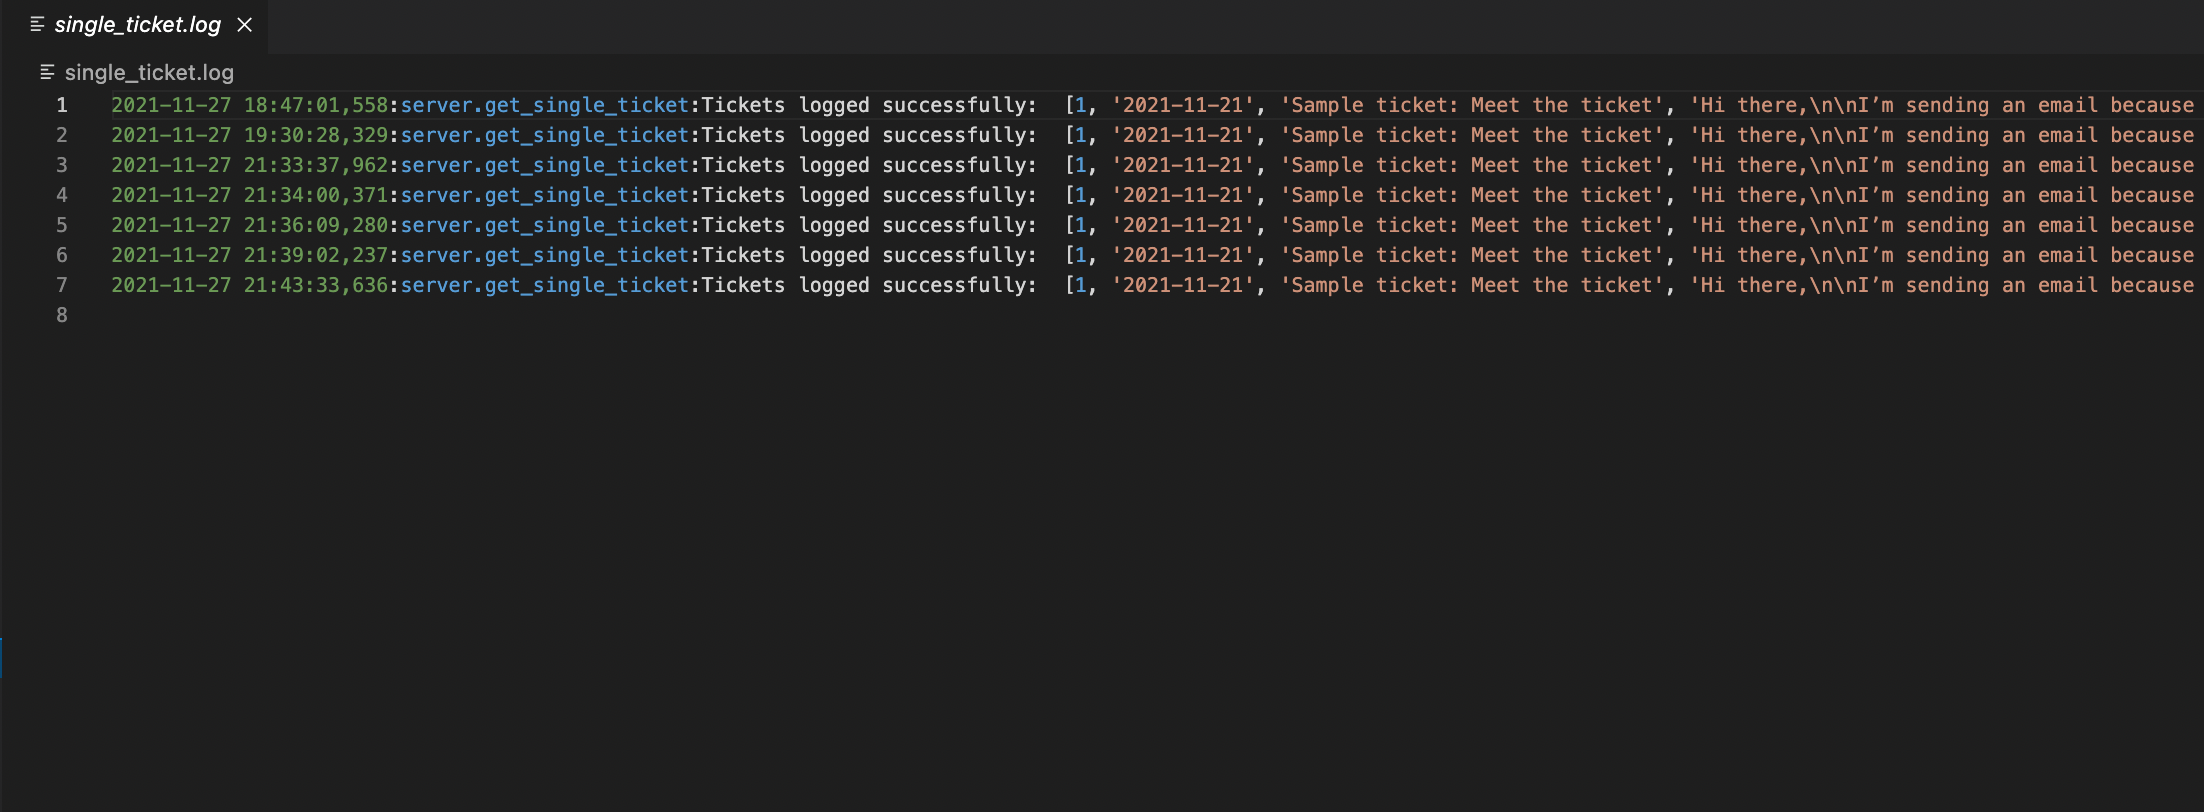 single_ticket.log
single_ticket.log
1 2021-11-27 18:47:01,558:server.get_single_ticket:Tickets logged successfully:  [1, '2021-11-21', 'Sample ticket: Meet the ticket', 'Hi there,\n\nI’m sending an email because
2 2021-11-27 19:30:28,329:server.get_single_ticket:Tickets logged successfully:  [1, '2021-11-21', 'Sample ticket: Meet the ticket', 'Hi there,\n\nI’m sending an email because
3 2021-11-27 21:33:37,962:server.get_single_ticket:Tickets logged successfully:  [1, '2021-11-21', 'Sample ticket: Meet the ticket', 'Hi there,\n\nI’m sending an email because
4 2021-11-27 21:34:00,371:server.get_single_ticket:Tickets logged successfully:  [1, '2021-11-21', 'Sample ticket: Meet the ticket', 'Hi there,\n\nI’m sending an email because
5 2021-11-27 21:36:09,280:server.get_single_ticket:Tickets logged successfully:  [1, '2021-11-21', 'Sample ticket: Meet the ticket', 'Hi there,\n\nI’m sending an email because
6 2021-11-27 21:39:02,237:server.get_single_ticket:Tickets logged successfully:  [1, '2021-11-21', 'Sample ticket: Meet the ticket', 'Hi there,\n\nI’m sending an email because
7 2021-11-27 21:43:33,636:server.get_single_ticket:Tickets logged successfully:  [1, '2021-11-21', 'Sample ticket: Meet the ticket', 'Hi there,\n\nI’m sending an email because
8